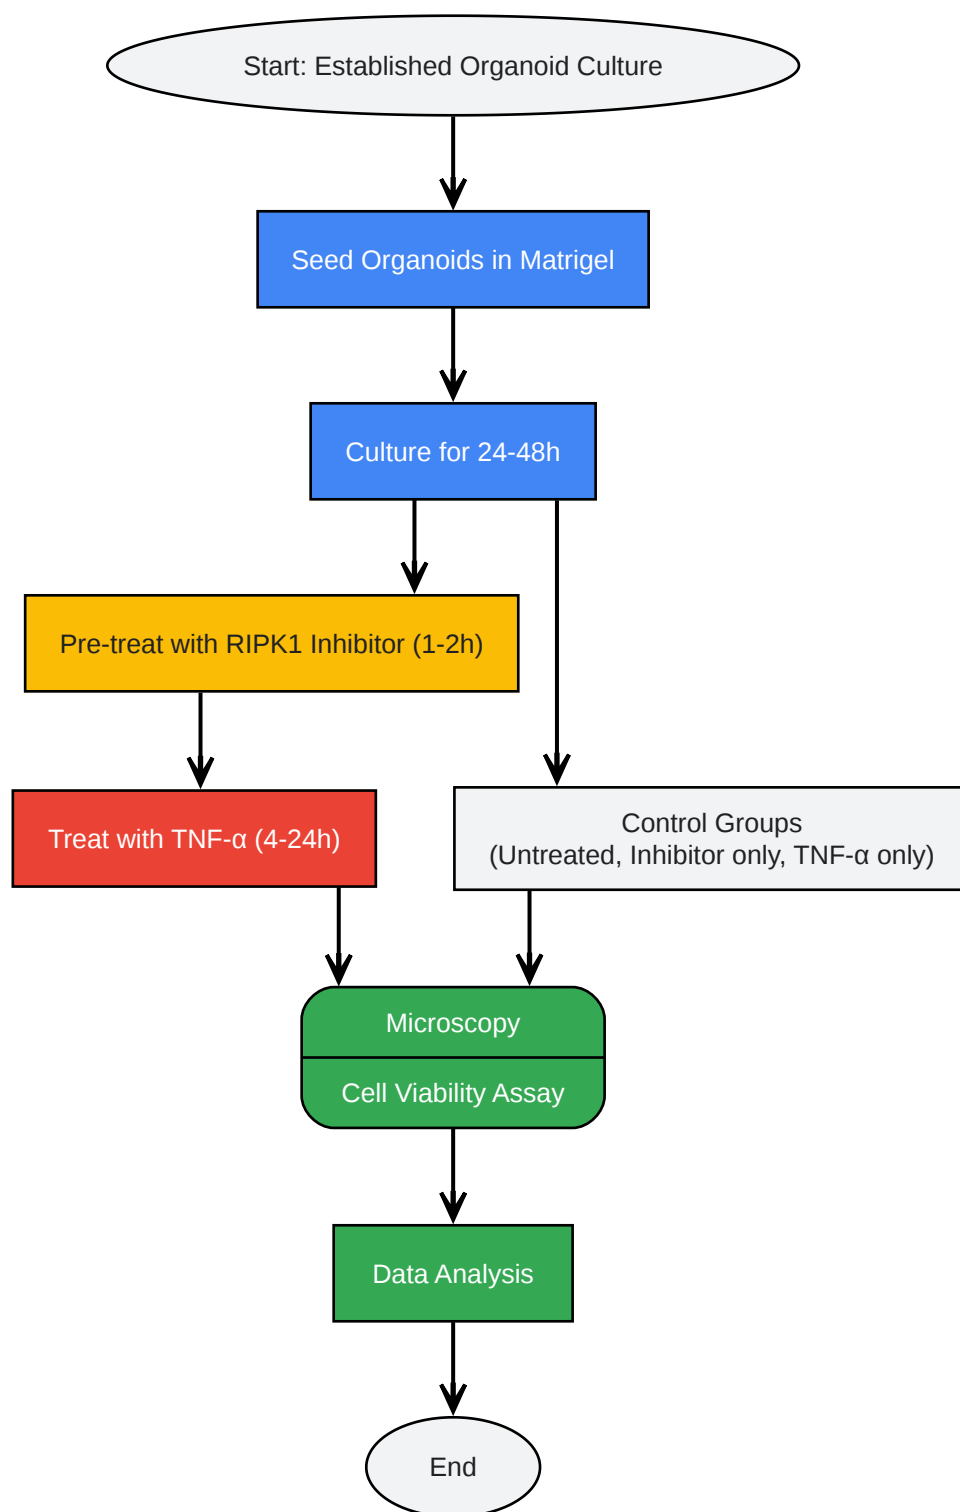 Start: Established Organoid Culture
Seed Organoids in Matrigel
Culture for 24-48h
Pre-treat with RIPK1 Inhibitor (1-2h)
Treat with TNF-α (4-24h)
Control Groups
(Untreated, Inhibitor only, TNF-α only)
Microscopy
Cell Viability Assay
Data Analysis
End